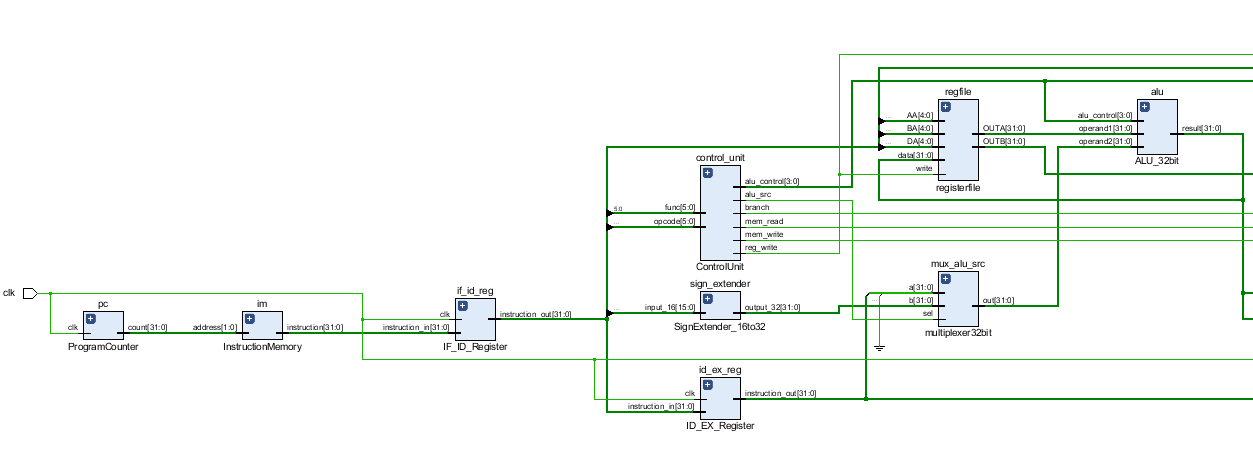 clk
pc
clk
count[31:0]
ProgramCounter
im
address[1:0]
instruction[31:0]
InstructionMemory
if_id_reg
clk
instruction_in[31:0]
instruction_out[31:0]
IF_ID_Register
control_unit
5:0
func[5:0]
opcode[5:0]
alu_control[3:0]
alu_src
branch
mem_read
mem_write
reg_write
ControlUnit
sign_extender
input_16[15:0]
output_32[31:0]
SignExtender_16to32
id_ex_reg
clk
instruction_in[31:0]
instruction_out[31:0]
ID_EX_Register
regfile
AA[4:0]
BA[4:0]
DA[4:0]
data[31:0]
write
OUTA[31:0]
OUTB[31:0]
registerfile
mux_alu_src
a[31:0]
b[31:0]
sel
out[31:0]
multiplexer32bit
alu
alu_control[3:0]
operand1[31:0]
operand2[31:0]
result[31:0]
ALU_32bit